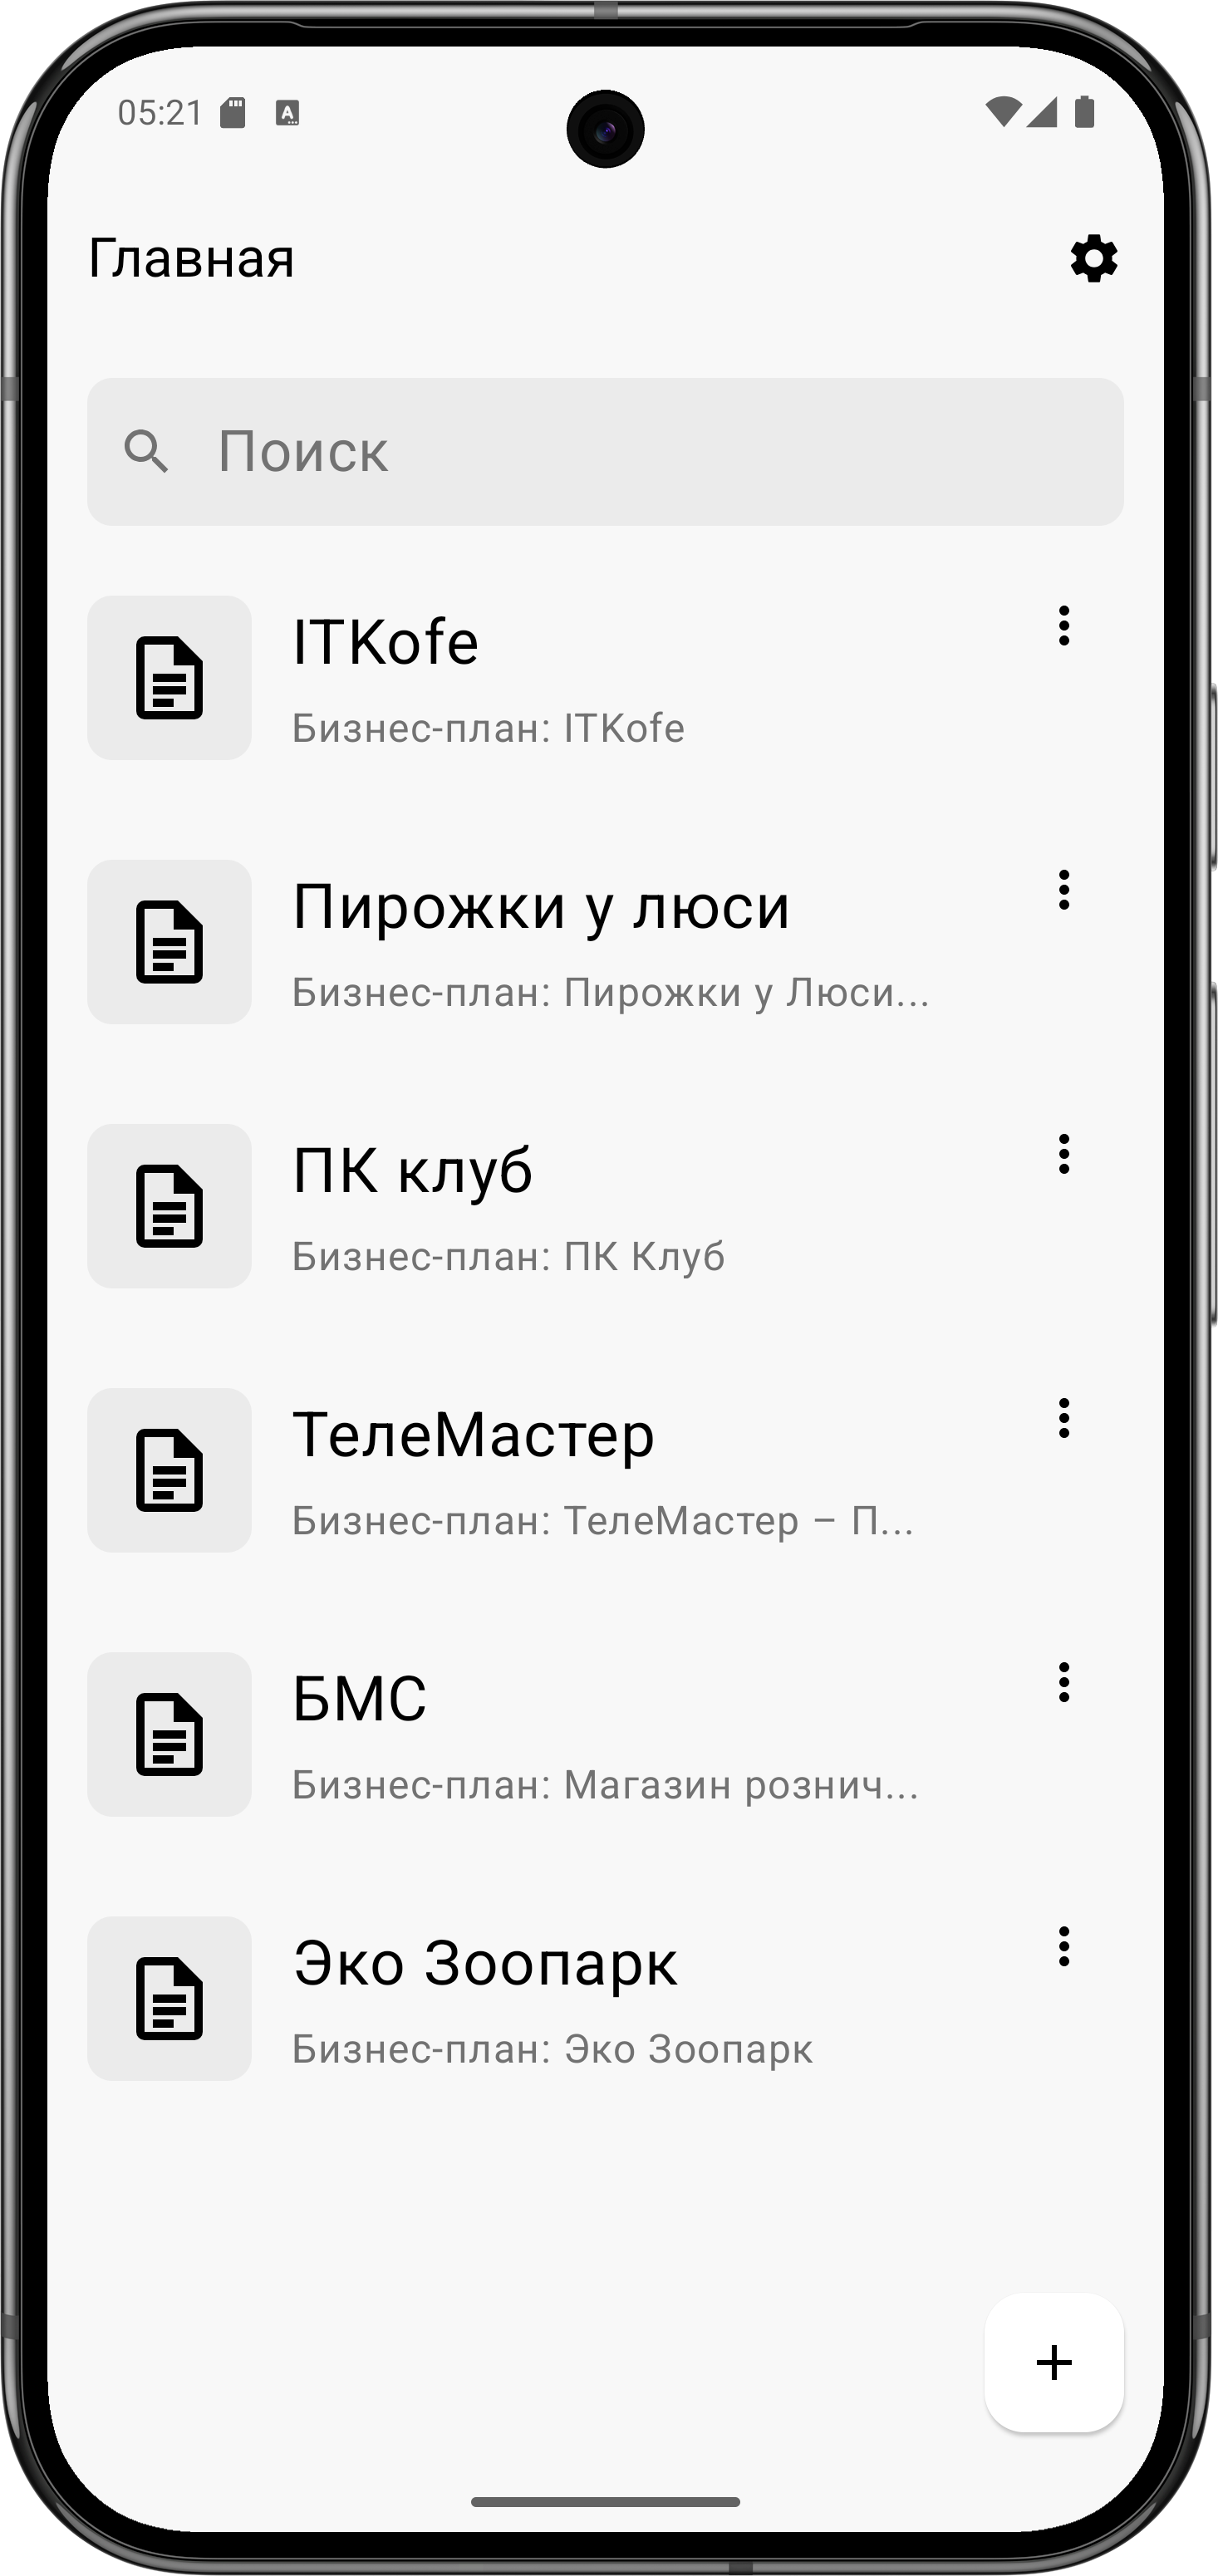 05:21
Главная
Поиск
ITKofe
Бизнес-план: ITKofe
Пирожки у люси
Бизнес-план: Пирожки у Люси...
ПК клуб
Бизнес-план: ПК Клуб
ТелеМастер
Бизнес-план: ТелеМастер – П...
БМС
Бизнес-план: Магазин рознич...
Эко Зоопарк
Бизнес-план: Эко Зоопарк